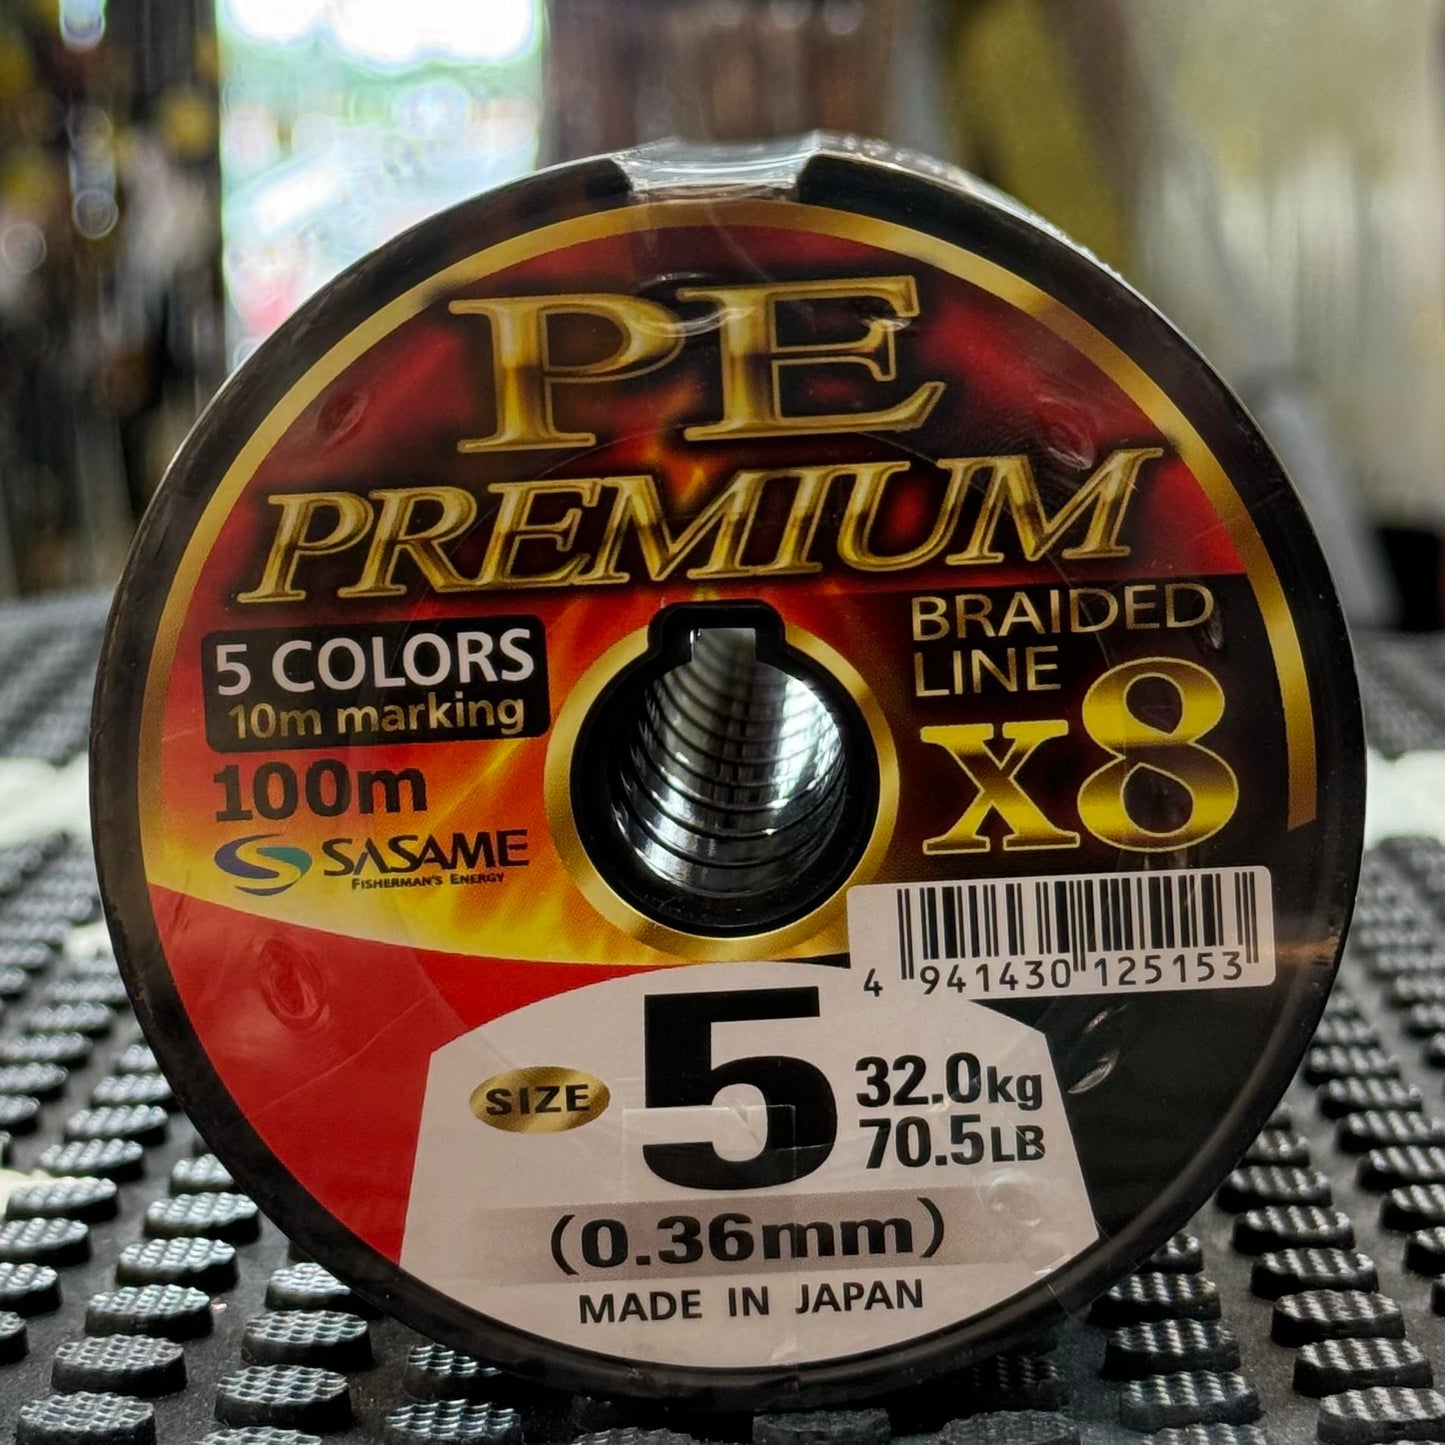 PE
PREMIUM
5 COLORS
10m marking
100m
SASAME
FISHERMAN'S ENERGY
BRAIDED
LINE
x8
4 941430 125153
SIZE
5
32.0kg
70.5LB
(0.36mm)
MADE IN JAPAN